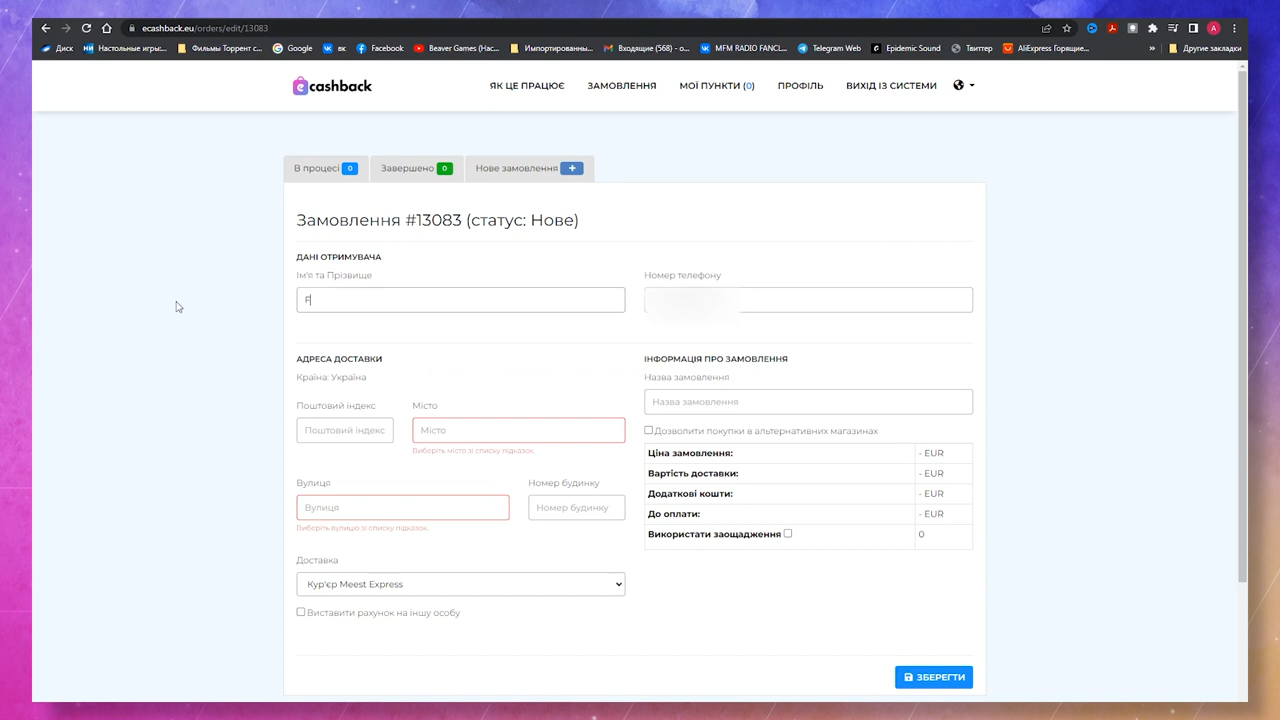 ecashback.eu/orders/edit/13083
A
Диск
Настольные игры...
Фильмы Торрент с...
Google
вк
Facebook
Beaver Games (Нас...
Импортированны...
Входящие (568) - o...
MFM RADIO (ЧПС...
Telegram Web
Epidemic Sound
Твиттер
AliExpress Горящие...
»
Другие закладки
ecashback
ЯК ЦЕ ПРАЦЮЄ
ЗАМОВЛЕННЯ
МОЇ ПУНКТИ (0)
ПРОФІЛЬ
ВИХІД ІЗ СИСТЕМИ
В процесі 0
Завершено 0
Нове замовлення +
Замовлення #13083 (статус: Нове)
ДАНІ ОТРИМУВАЧА
Ім'я та Прізвище
Номер телефону
F
АДРЕСА ДОСТАВКИ
ІНФОРМАЦІЯ ПРО ЗАМОВЛЕННЯ
Країна: Україна
Назва замовлення
Назва замовлення
Поштовий індекс
Місто
Поштовий індекс
Місто
Дозволити покупки в альтернативних магазинах
Виберіть місто зі списку підказок.
Ціна замовлення: - EUR
Вартість доставки: - EUR
Вулиця
Номер будинку
Додаткові кошти: - EUR
Вулиця
Номер будинку
До оплати: - EUR
Виберіть вулицю зі списку підказок.
Використати заощадження 0
Доставка
Кур'єр Meest Express
Виставити рахунок на іншу особу
ЗБЕРЕГТИ